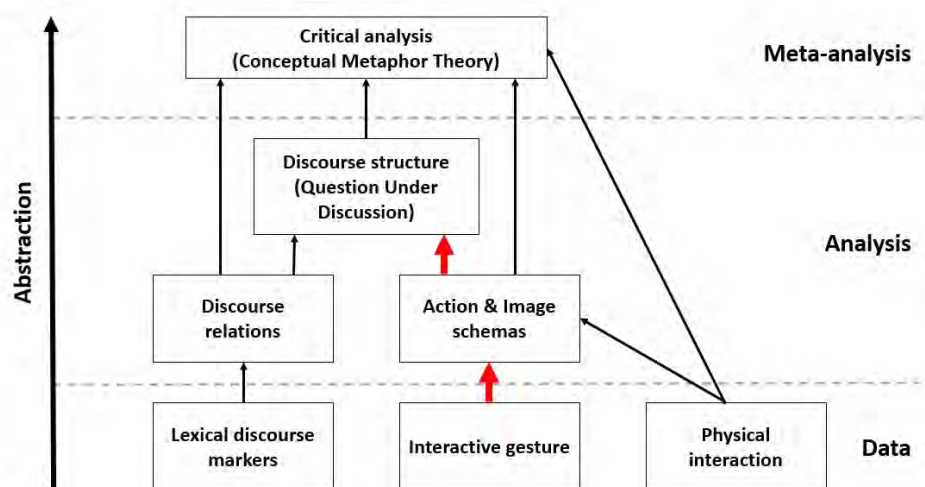 Critical analysis
(Conceptual Metaphor Theory)
Meta-analysis
Discourse structure
(Question Under
Discussion)
Analysis
Abstraction
Discourse
relations
Action & Image
schemas
Lexical discourse
markers
Interactive gesture
Physical
interaction
Data